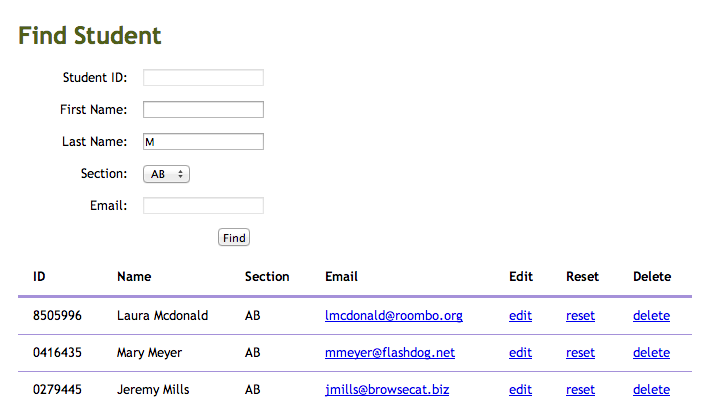 Find Student
Student ID:
First Name:
Last Name: M
Section: AB
Email:
Find
ID Name Section Email Edit Reset Delete
8505996 Laura Mcdonald AB lmcdonald@roombo.org edit reset delete
0416435 Mary Meyer AB mmeyer@flashdog.net edit reset delete
0279445 Jeremy Mills AB jmills@browsecat.biz edit reset delete